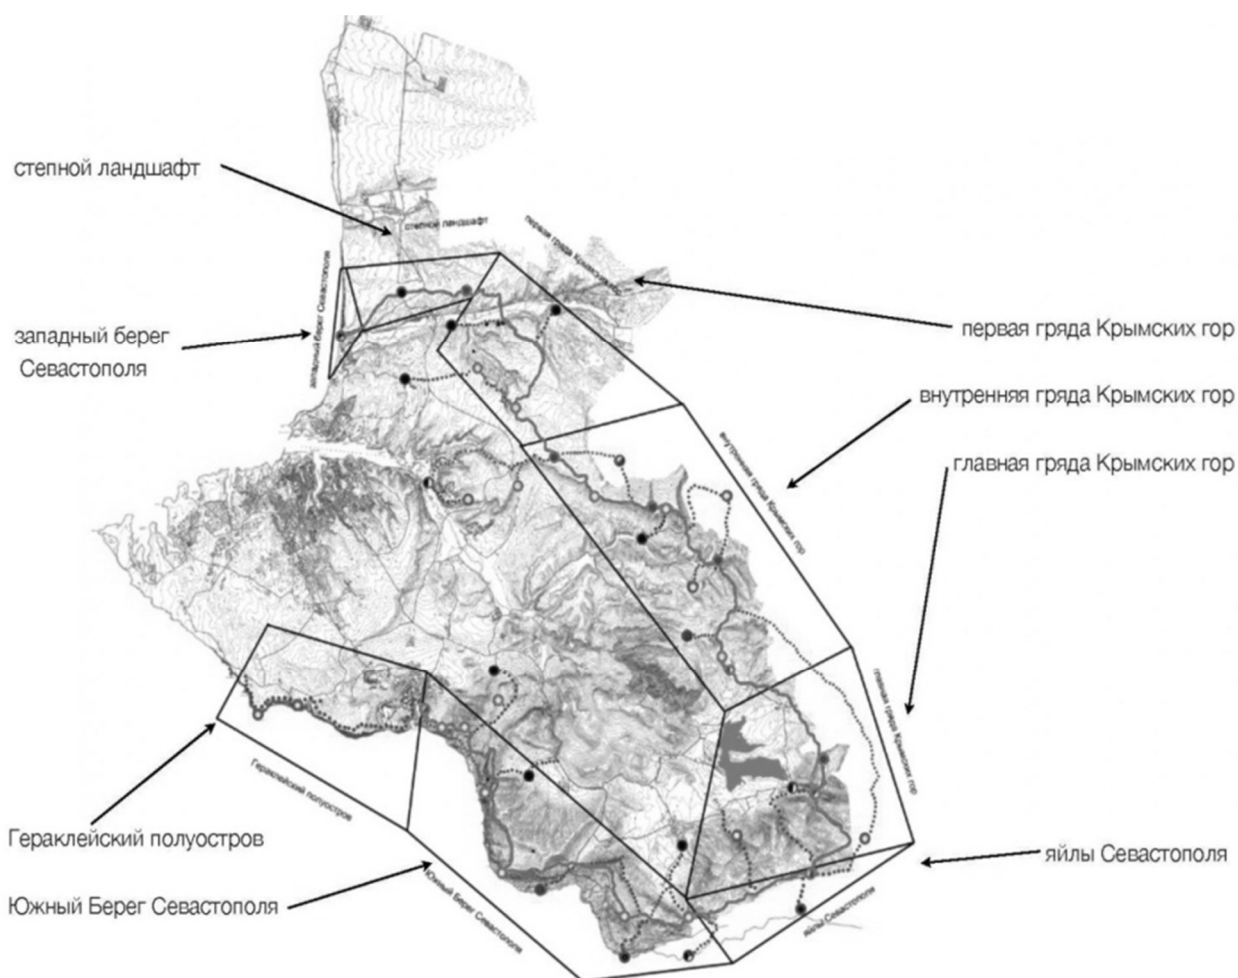 степной ландшафт
степной ландшафт
первая гряда Крымских гор
западный берег Севастополя
западный берег
Севастополя
первая гряда Крымских гор
внутренняя гряда Крымских гор
внутренняя гряда Крымских гор
главная гряда Крымских гор
главная гряда Крымских гор
Гераклейский полуостров
Гераклейский полуостров
яйлы Севастополя
Южный Берег Севастополя
Южный Берег Севастополя
яйлы Севастополя